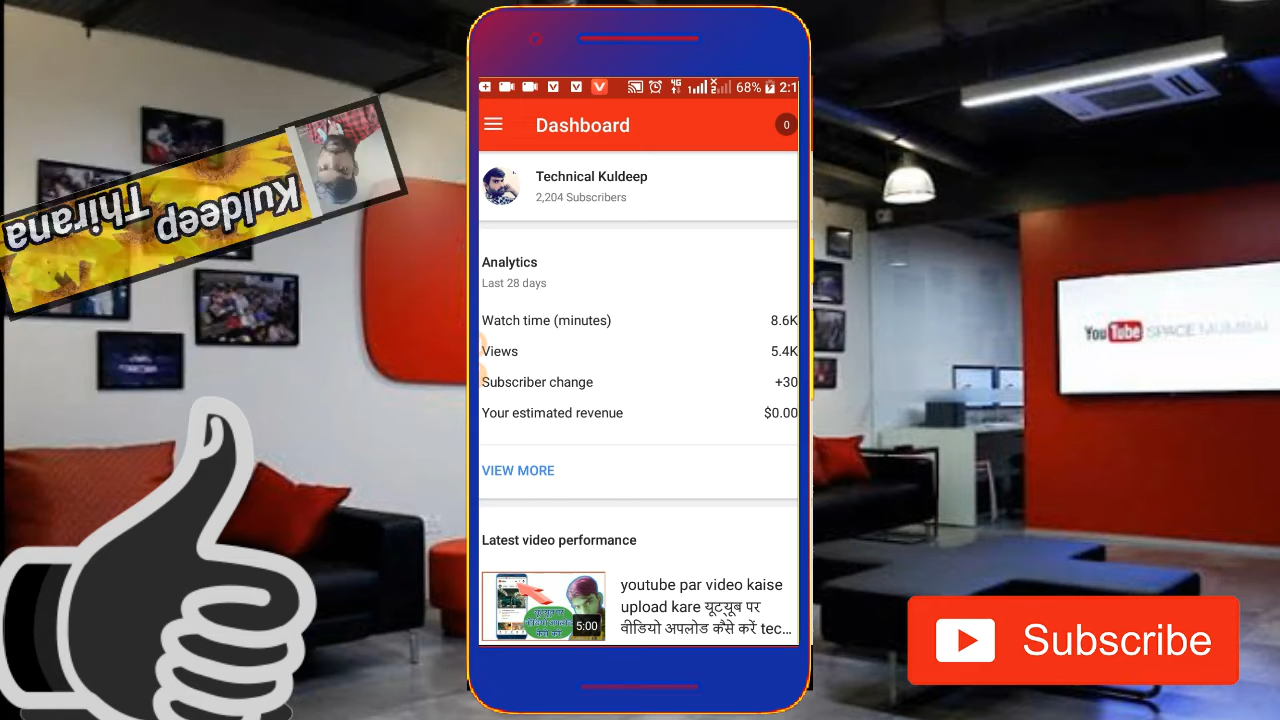 68% 2:1
Dashboard
0
Technical Kuldeep
2,204 Subscribers
Kuldeep Thirana
Analytics
Last 28 days
Watch time (minutes) 8.6K
Views 5.4K
Subscriber change +30
Your estimated revenue $0.00
VIEW MORE
YouTube SPACE MUMBAI
Latest video performance
youtube par video kaise
upload kare यूट्यूब पर
वीडियो अपलोड कैसे करें tec...
5:00
Subscribe